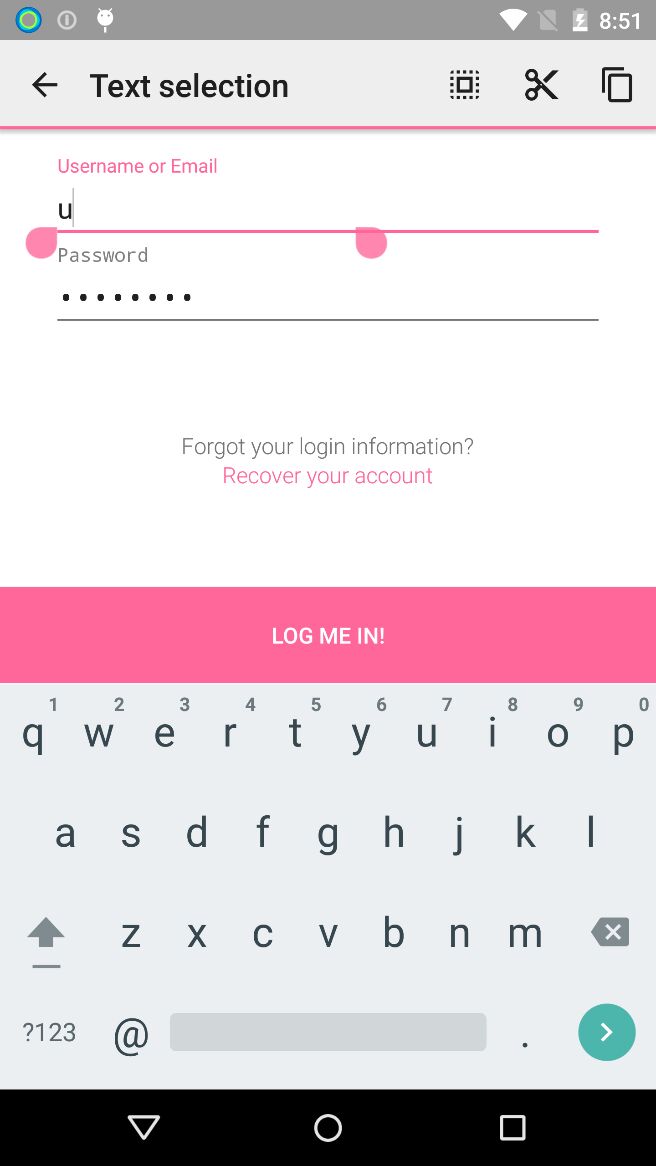 8:51
Text selection
Username or Email
u
Password
••••••••
Forgot your login information?
Recover your account
LOG ME IN!
1 2 3 4 5 6 7 8 9 0
q w e r t y u i o p
a s d f g h j k l
z x c v b n m
?123 @ .